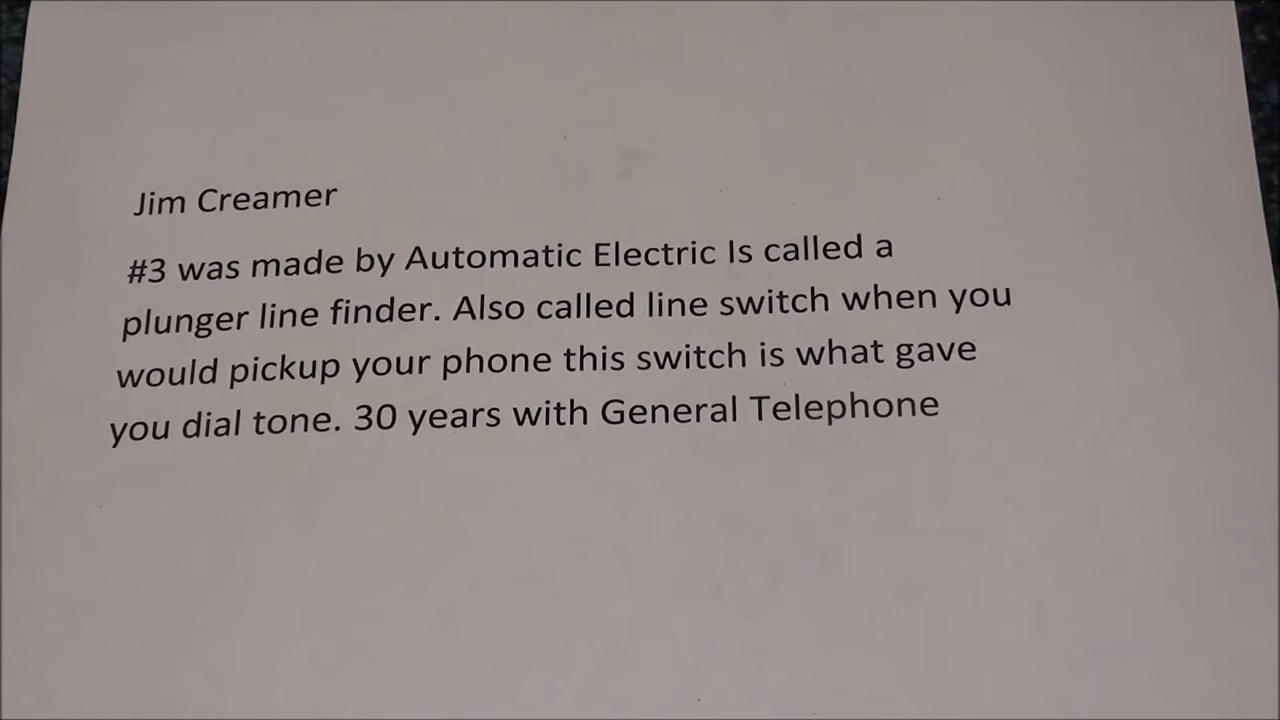 Jim Creamer
#3 was made by Automatic Electric Is called a
plunger line finder. Also called line switch when you
would pickup your phone this switch is what gave
you dial tone. 30 years with General Telephone